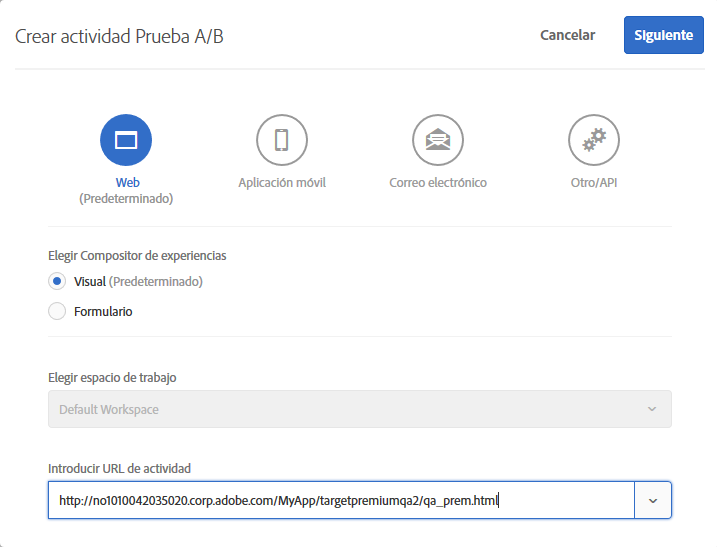 Crear actividad Prueba A/B
Cancelar
Siguiente
Web
(Predeterminado)
Aplicación móvil
Correo electrónico
Otro/API
Elegir Compositor de experiencias
Visual (Predeterminado)
Formulario
Elegir espacio de trabajo
Default Workspace
Introducir URL de actividad
http://no1010042035020.corp.adobe.com/MyApp/targetpremiumqa2/qa_prem.html